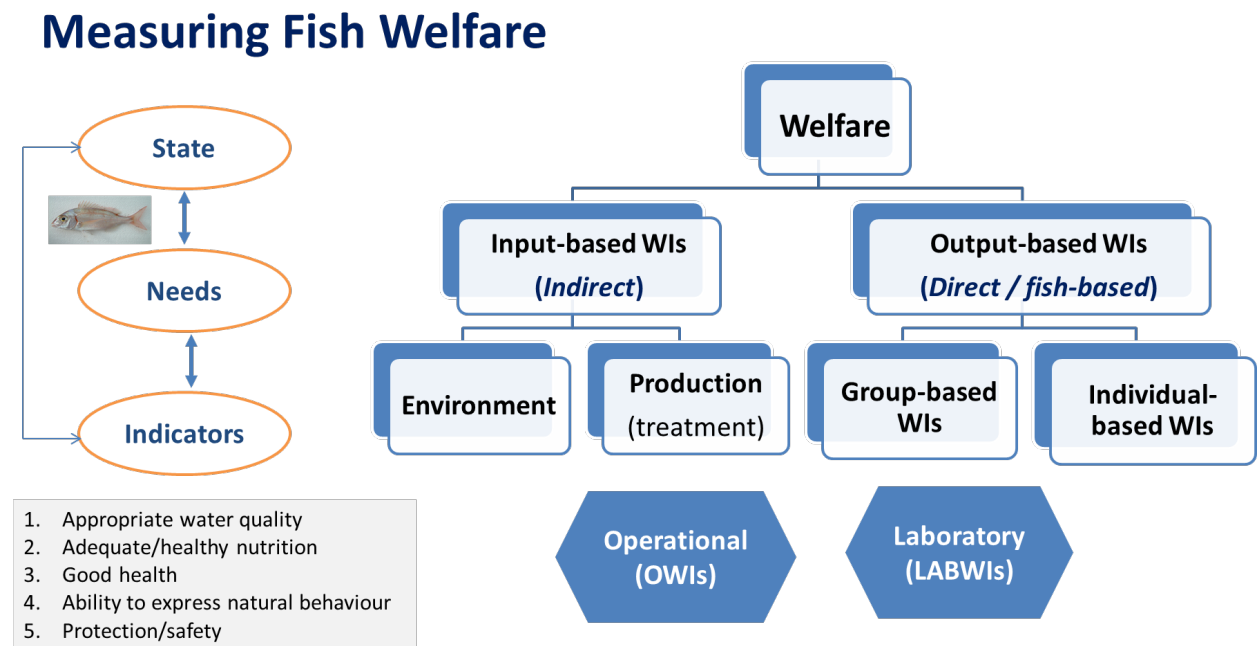 Measuring Fish Welfare
State
Needs
Indicators
1. Appropriate water quality
2. Adequate/healthy nutrition
3. Good health
4. Ability to express natural behaviour
5. Protection/safety
Welfare
Input-based WIs
(Indirect)
Output-based WIs
(Direct / fish-based)
Environment
Production
(treatment)
Group-based
WIs
Individual-
based WIs
Operational
(OWIs)
Laboratory
(LABWIs)